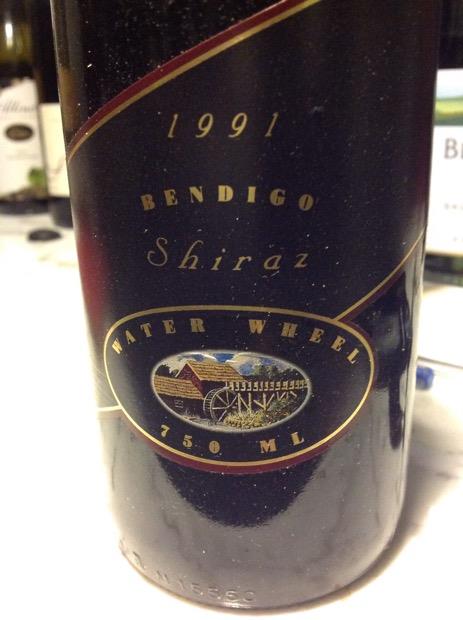 1991
BENDIGO
Shiraz
WATER WHEEL
750 ML